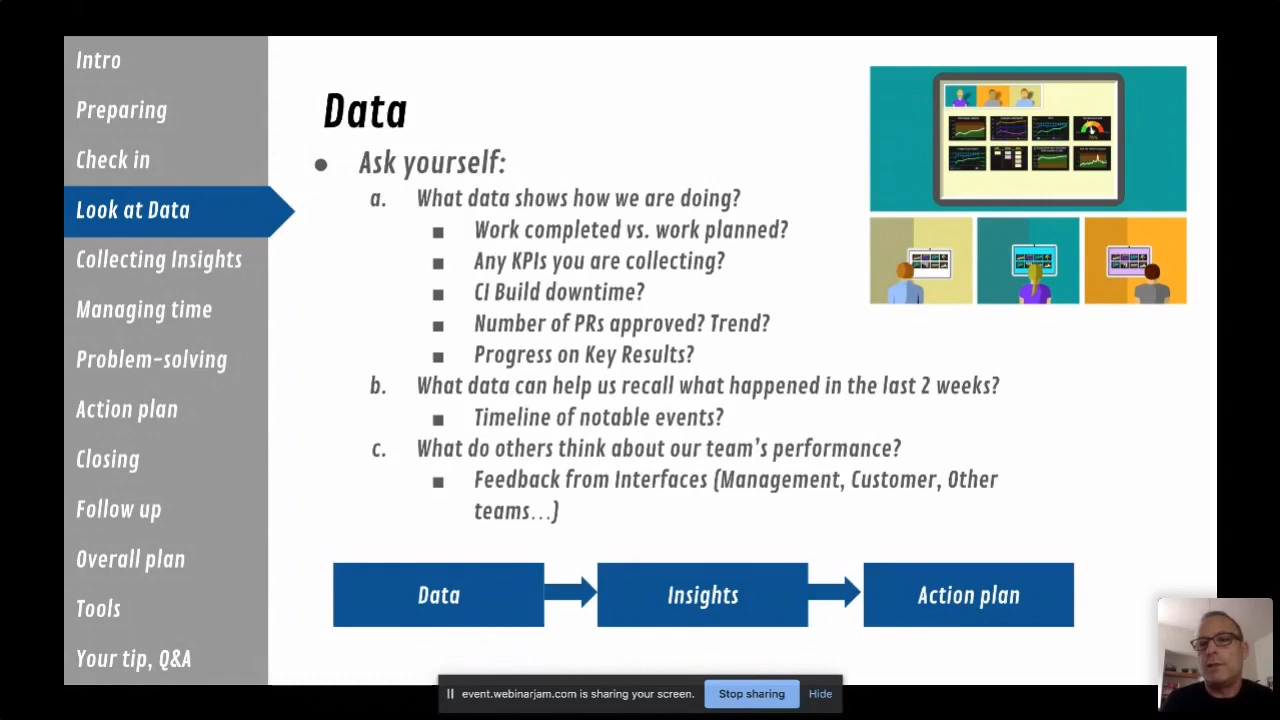 Intro
Preparing
Check in
Look at Data
Collecting Insights
Managing time
Problem-solving
Action plan
Closing
Follow up
Overall plan
Tools
Your tip, Q&A
Data
● Ask yourself:
a. What data shows how we are doing?
■ Work completed vs. work planned?
■ Any KPIs you are collecting?
■ CI Build downtime?
■ Number of PRs approved? Trend?
■ Progress on Key Results?
b. What data can help us recall what happened in the last 2 weeks?
■ Timeline of notable events?
c. What do others think about our team's performance?
■ Feedback from Interfaces (Management, Customer, Other
teams...)
Data
Insights
Action plan
event.webinarjam.com is sharing your screen.
Stop sharing
Hide